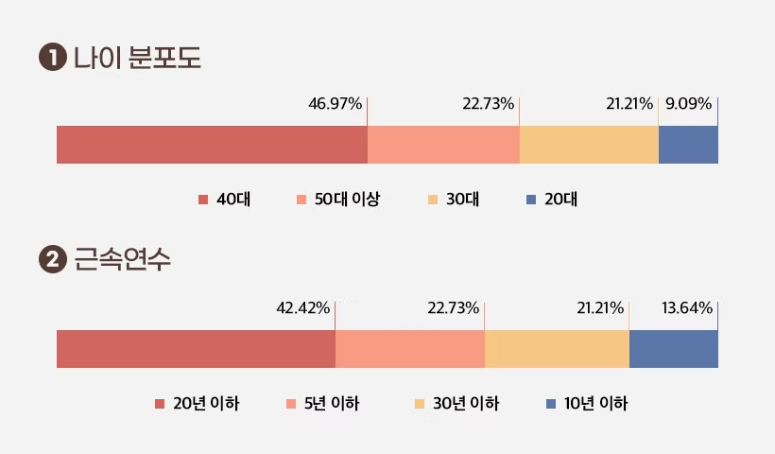 1 나이 분포도
46.97% 22.73% 21.21% 9.09%
40대 50대 이상 30대 20대
2 근속연수
42.42% 22.73% 21.21% 13.64%
20년 이하 5년 이하 30년 이하 10년 이하